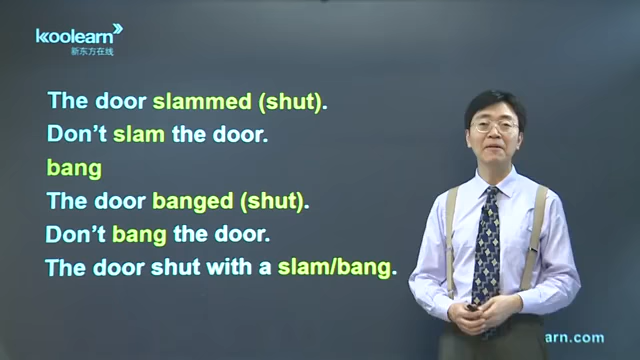 koolearn
新东方在线
The door slammed (shut).
Don't slam the door.
bang
The door banged (shut).
Don't bang the door.
The door shut with a slam/bang.
arn.com